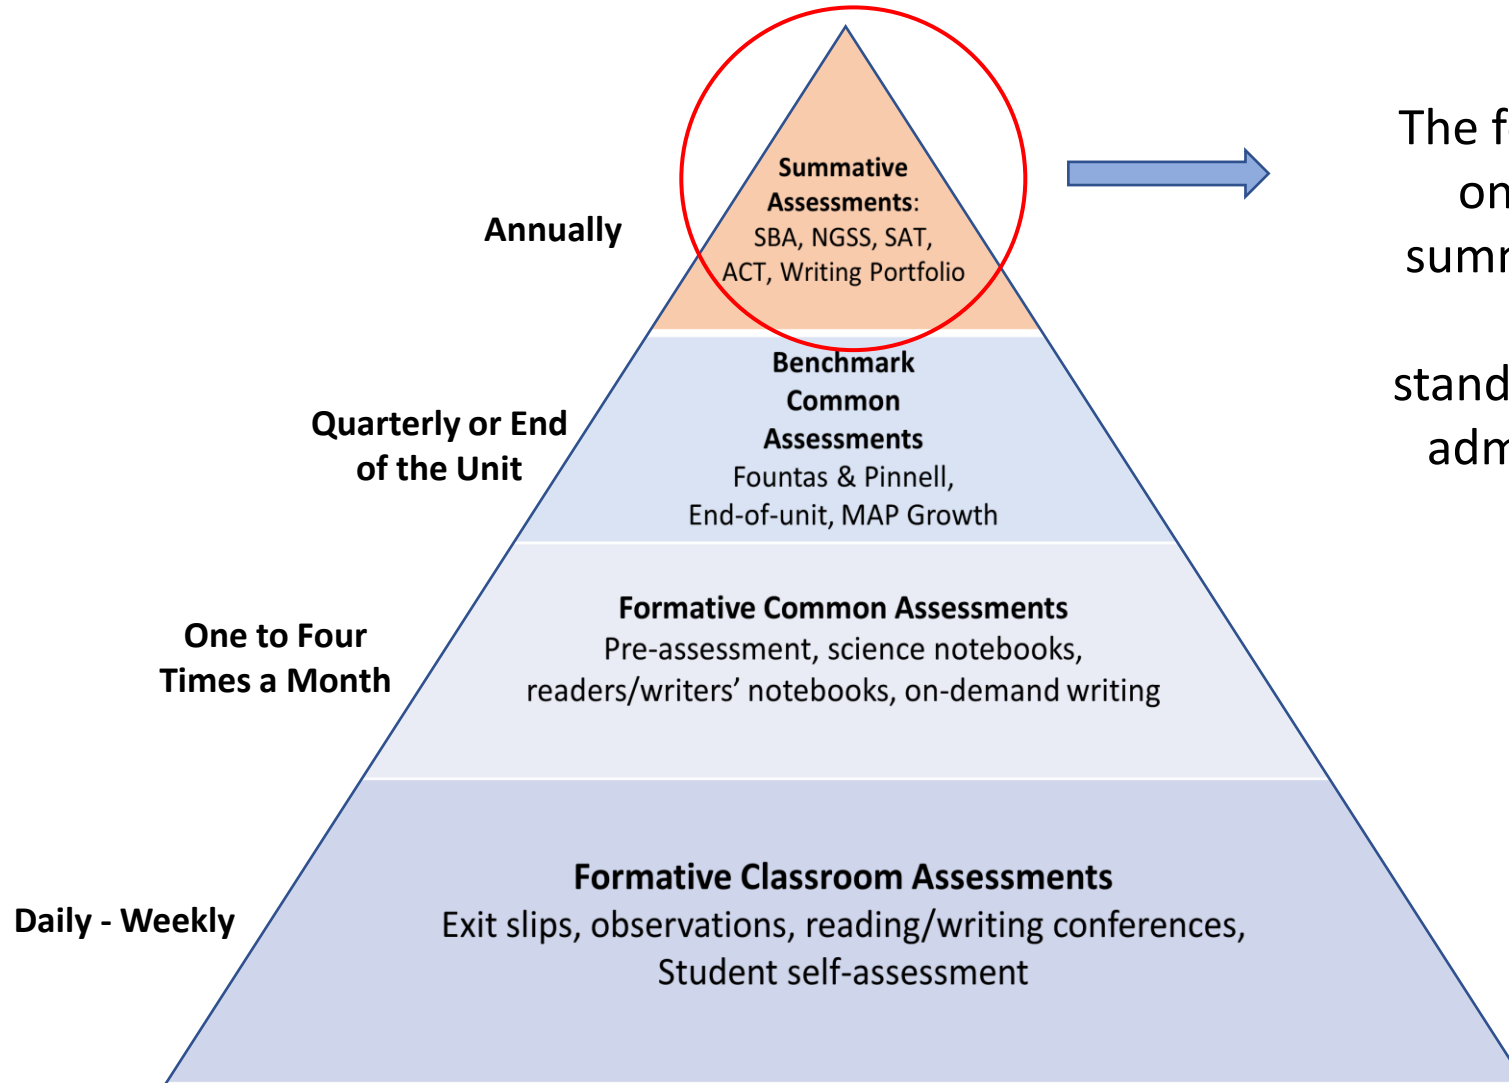 Annually
Summative
Assessments:
SBA, NGSS, SAT,
ACT, Writing Portfolio
Quarterly or End
of the Unit
Benchmark
Common
Assessments
Fountas & Pinnell,
End-of-unit, MAP Growth
One to Four
Times a Month
Formative Common Assessments
Pre-assessment, science notebooks,
readers/writers’ notebooks, on-demand writing
Daily - Weekly
Formative Classroom Assessments
Exit slips, observations, reading/writing conferences,
Student self-assessment
The